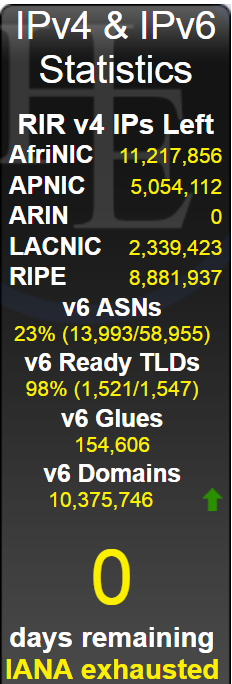 IPv4 & IPv6
Statistics
RIR v4 IPs Left
AfriNIC 11,217,856
APNIC 5,054,112
ARIN 0
LACNIC 2,339,423
RIPE 8,881,937
v6 ASNs
23% (13,993/58,955)
v6 Ready TLDs
98% (1,521/1,547)
v6 Glues
154,606
v6 Domains
10,375,746
0
days remaining
IANA exhausted